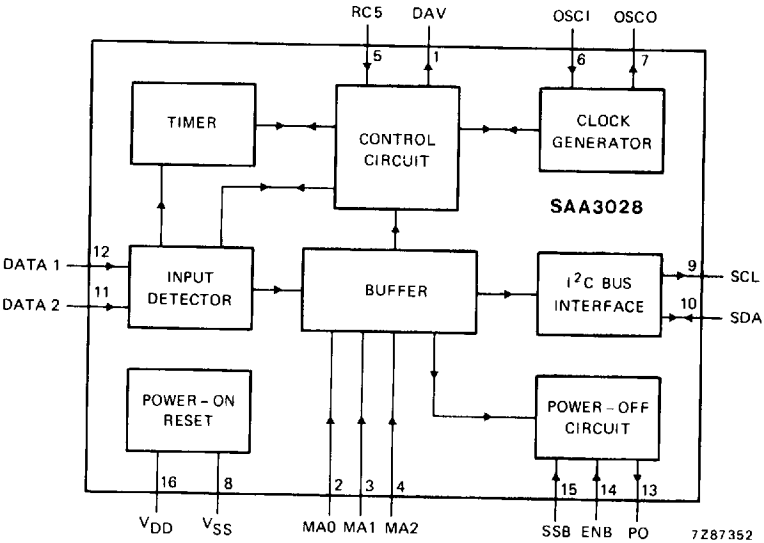 RC5 DAV OSCI OSCO
5 1 6 7
TIMER
CONTROL
CIRCUIT
CLOCK
GENERATOR
SAA3028
DATA 1 12
DATA 2 11
INPUT
DETECTOR
BUFFER
I²C BUS
INTERFACE
9 SCL
10 SDA
POWER-ON
RESET
POWER-OFF
CIRCUIT
16 8 2 3 4 15 14 13
VDD VSS MA0 MA1 MA2 SSB ENB PO
7Z87352